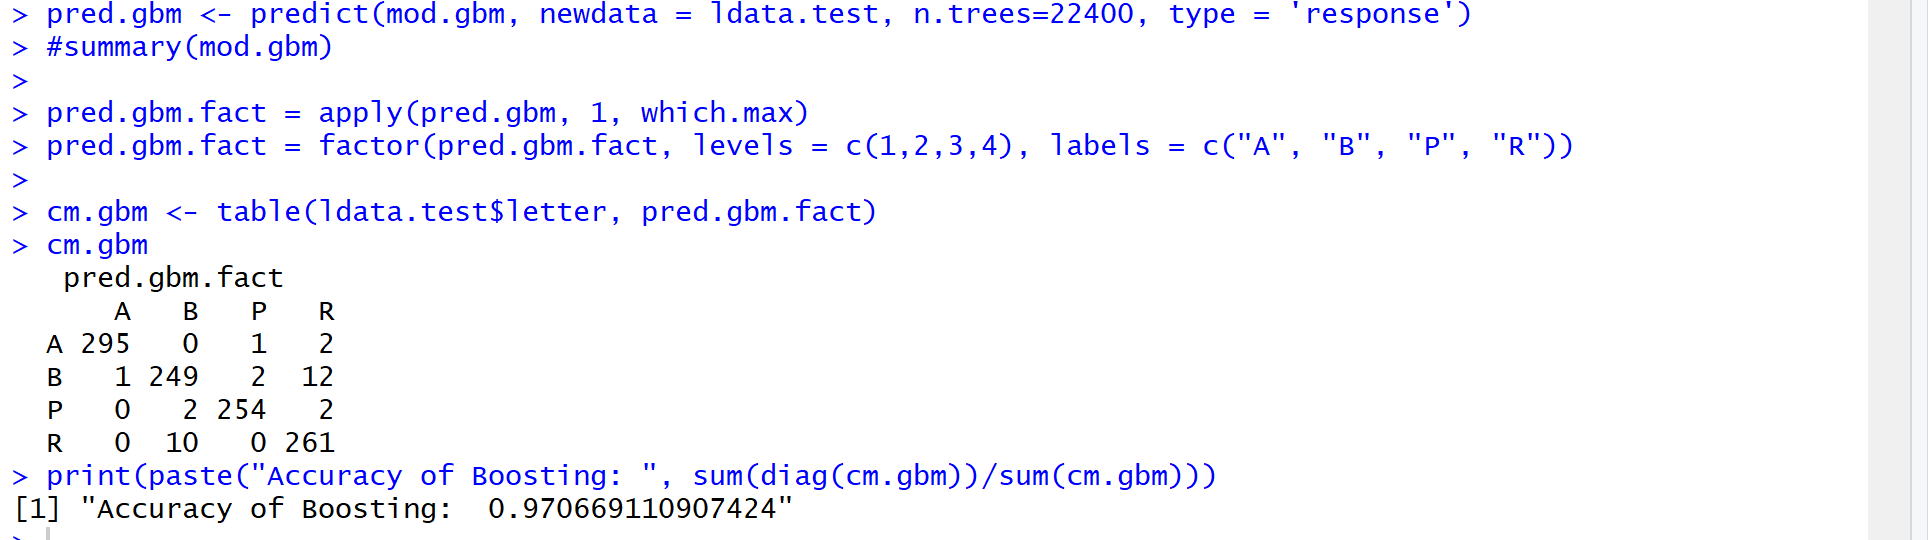 > pred.gbm <- predict(mod.gbm, newdata = ldata.test, n.trees=22400, type = 'response')
> #summary(mod.gbm)
>
> pred.gbm.fact = apply(pred.gbm, 1, which.max)
> pred.gbm.fact = factor(pred.gbm.fact, levels = c(1,2,3,4), labels = c("A", "B", "P", "R"))
>
> cm.gbm <- table(ldata.test$letter, pred.gbm.fact)
> cm.gbm
   pred.gbm.fact
      A   B   P   R
  A 295   0   1   2
  B   1 249   2  12
  P   0   2 254   2
  R   0  10   0 261
> print(paste("Accuracy of Boosting: ", sum(diag(cm.gbm))/sum(cm.gbm)))
[1] "Accuracy of Boosting:  0.970669110907424"
>